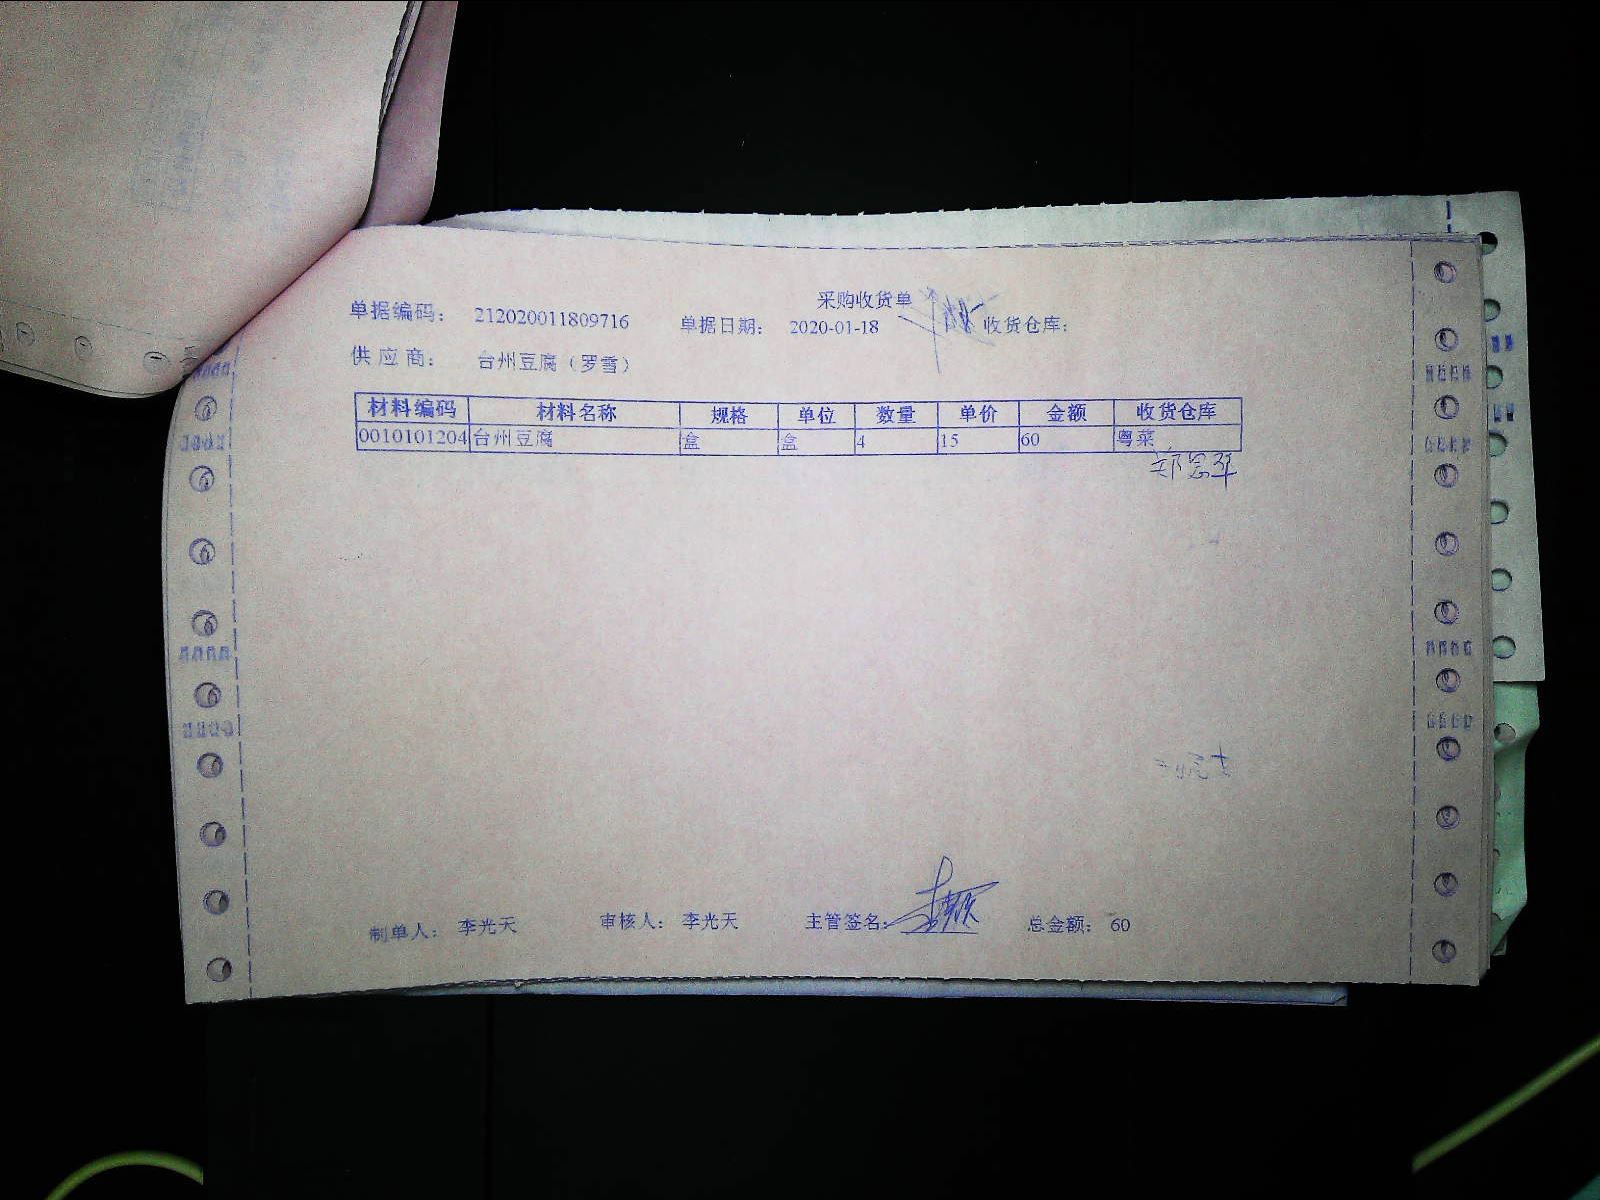 采购收货单
单据编码： 212020011809716 单据日期： 2020-01-18 收货仓库：
供应商： 台州豆腐（罗雪）
材料编码 材料名称 规格 单位 数量 单价 金额 收货仓库
0010101204 台州豆腐 盒 盒 4 15 60 粤菜
制单人： 李光天 审核人： 李光天 主管签名： 总金额： 60